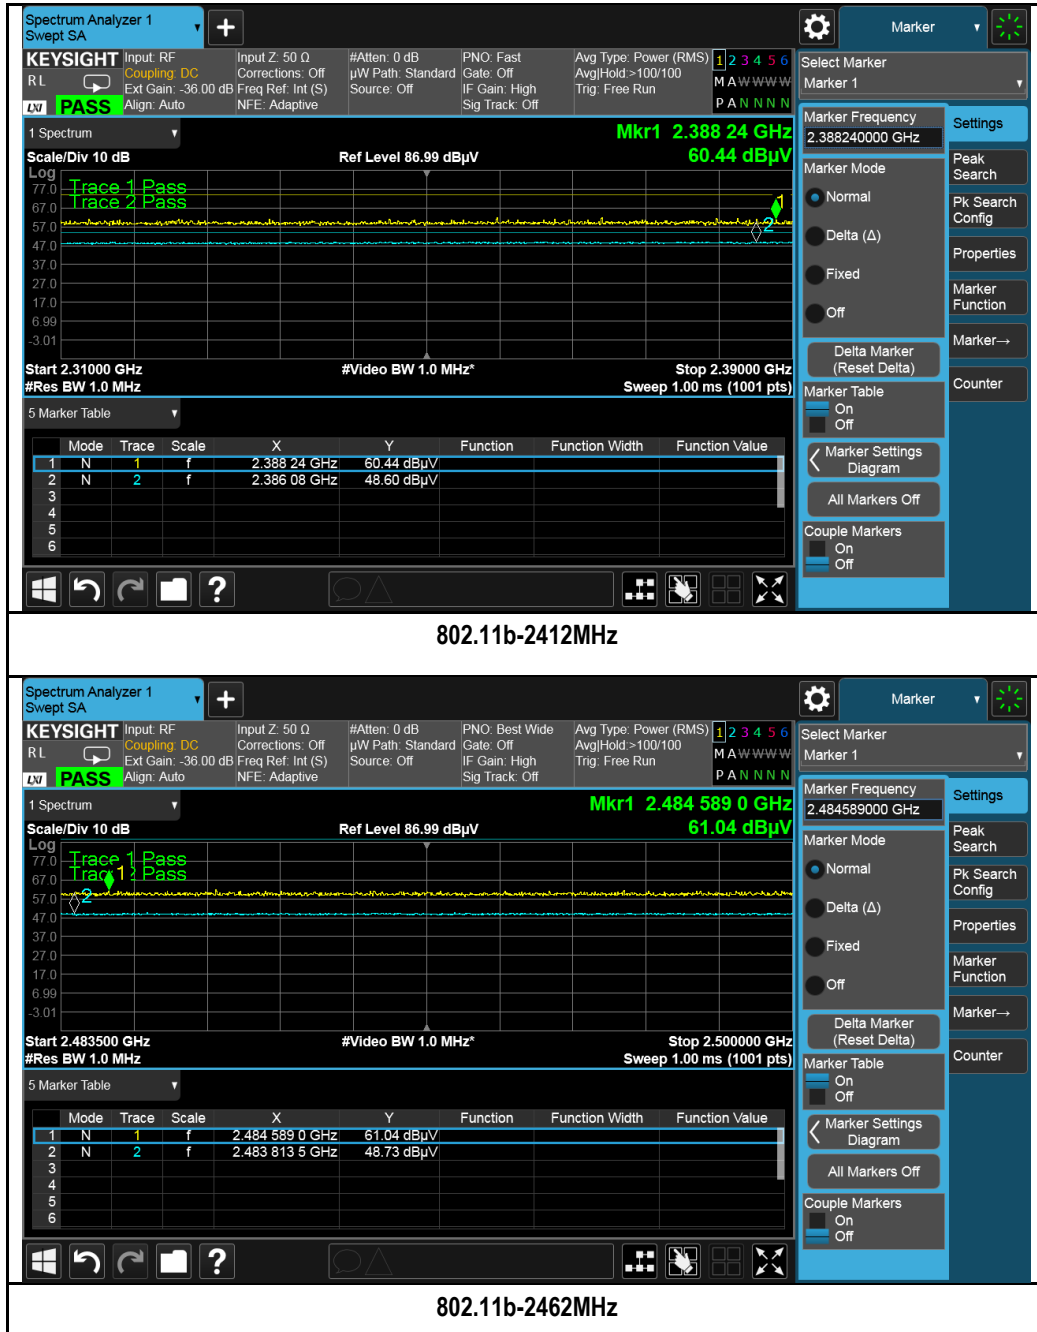 Spectrum Analyzer 1
Swept SA
Marker
KEYSIGHT
RL
LXI
PASS
Input: RF
Coupling: DC
Ext Gain: -36.00 dB
Align: Auto
Input Z: 50 Ω
Corrections: Off
Freq Ref: Int (S)
NFE: Adaptive
#Atten: 0 dB
µW Path: Standard
Source: Off
PNO: Fast
Gate: Off
IF Gain: High
Sig Track: Off
Avg Type: Power (RMS)
Avg|Hold:>100/100
Trig: Free Run
1 2 3 4 5 6
M A W W W W
P A N N N N
Select Marker
Marker 1
1 Spectrum
Scale/Div 10 dB
Ref Level 86.99 dBµV
Mkr1 2.388 24 GHz
60.44 dBµV
Log
Trace 1 Pass
Trace 2 Pass
77.0
67.0
57.0
47.0
37.0
27.0
17.0
6.99
-3.01
1
2
Start 2.31000 GHz
#Video BW 1.0 MHz*
Stop 2.39000 GHz
#Res BW 1.0 MHz
Sweep 1.00 ms (1001 pts)
5 Marker Table
Mode Trace Scale X Y Function Function Width Function Value
1 N 1 f 2.388 24 GHz 60.44 dBµV
2 N 2 f 2.386 08 GHz 48.60 dBµV
3
4
5
6
Marker Frequency
2.388240000 GHz
Marker Mode
Normal
Delta (Δ)
Fixed
Off
Delta Marker
(Reset Delta)
Marker Table
On
Off
Marker Settings
Diagram
All Markers Off
Couple Markers
On
Off
Settings
Peak
Search
Pk Search
Config
Properties
Marker
Function
Marker→
Counter
802.11b-2412MHz
Spectrum Analyzer 1
Swept SA
Marker
KEYSIGHT
RL
LXI
PASS
Input: RF
Coupling: DC
Ext Gain: -36.00 dB
Align: Auto
Input Z: 50 Ω
Corrections: Off
Freq Ref: Int (S)
NFE: Adaptive
#Atten: 0 dB
µW Path: Standard
Source: Off
PNO: Best Wide
Gate: Off
IF Gain: High
Sig Track: Off
Avg Type: Power (RMS)
Avg|Hold:>100/100
Trig: Free Run
1 2 3 4 5 6
M A W W W W
P A N N N N
Select Marker
Marker 1
1 Spectrum
Scale/Div 10 dB
Ref Level 86.99 dBµV
Mkr1 2.484 589 0 GHz
61.04 dBµV
Log
Trace 1 Pass
Trace 2 Pass
77.0
67.0
57.0
47.0
37.0
27.0
17.0
6.99
-3.01
1
2
Start 2.483500 GHz
#Video BW 1.0 MHz*
Stop 2.500000 GHz
#Res BW 1.0 MHz
Sweep 1.00 ms (1001 pts)
5 Marker Table
Mode Trace Scale X Y Function Function Width Function Value
1 N 1 f 2.484 589 0 GHz 61.04 dBµV
2 N 2 f 2.483 813 5 GHz 48.73 dBµV
3
4
5
6
Marker Frequency
2.484589000 GHz
Marker Mode
Normal
Delta (Δ)
Fixed
Off
Delta Marker
(Reset Delta)
Marker Table
On
Off
Marker Settings
Diagram
All Markers Off
Couple Markers
On
Off
Settings
Peak
Search
Pk Search
Config
Properties
Marker
Function
Marker→
Counter
802.11b-2462MHz